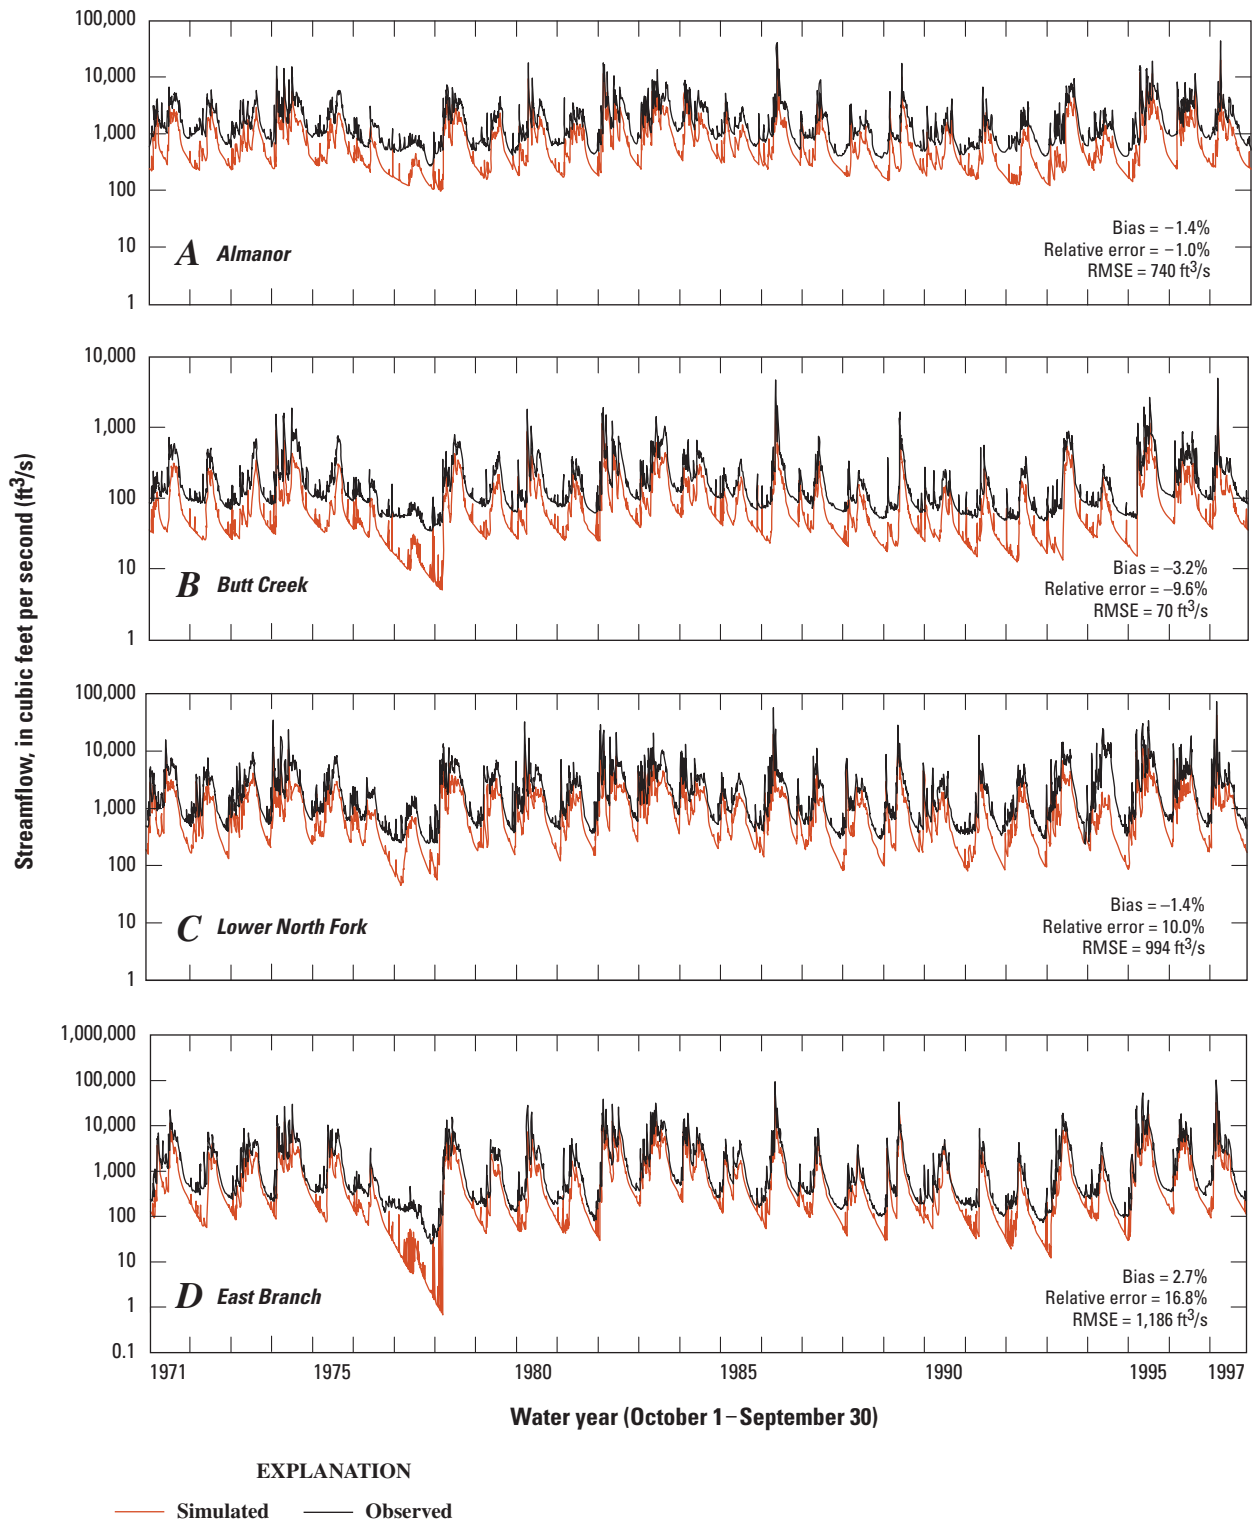 Streamflow, in cubic feet per second (ft³/s)
100,000
10,000
1,000
100
10
1
A Almanor
Bias = −1.4%
Relative error = −1.0%
RMSE = 740 ft³/s
10,000
1,000
100
10
1
B Butt Creek
Bias = −3.2%
Relative error = −9.6%
RMSE = 70 ft³/s
100,000
10,000
1,000
100
10
1
C Lower North Fork
Bias = −1.4%
Relative error = 10.0%
RMSE = 994 ft³/s
1,000,000
100,000
10,000
1,000
100
10
1
0.1
D East Branch
Bias = 2.7%
Relative error = 16.8%
RMSE = 1,186 ft³/s
1971 1975 1980 1985 1990 1995 1997
Water year (October 1–September 30)
EXPLANATION
Simulated Observed